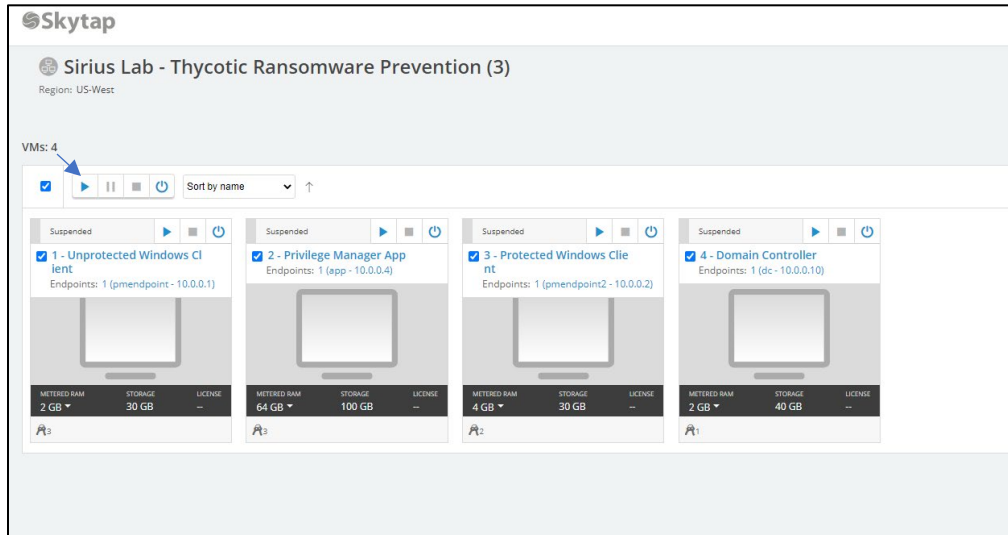 Skytap
Sirius Lab - Thycotic Ransomware Prevention (3)
Region: US-West
VMs: 4
Sort by name
Suspended
1 - Unprotected Windows Cl
ient
Endpoints: 1 (pmendpoint - 10.0.0.1)
METERED RAM STORAGE LICENSE
2 GB 30 GB --
3
Suspended
2 - Privilege Manager App
Endpoints: 1 (app - 10.0.0.4)
METERED RAM STORAGE LICENSE
64 GB 100 GB --
3
Suspended
3 - Protected Windows Clie
nt
Endpoints: 1 (pmendpoint2 - 10.0.0.2)
METERED RAM STORAGE LICENSE
4 GB 30 GB --
2
Suspended
4 - Domain Controller
Endpoints: 1 (dc - 10.0.0.10)
METERED RAM STORAGE LICENSE
2 GB 40 GB --
1